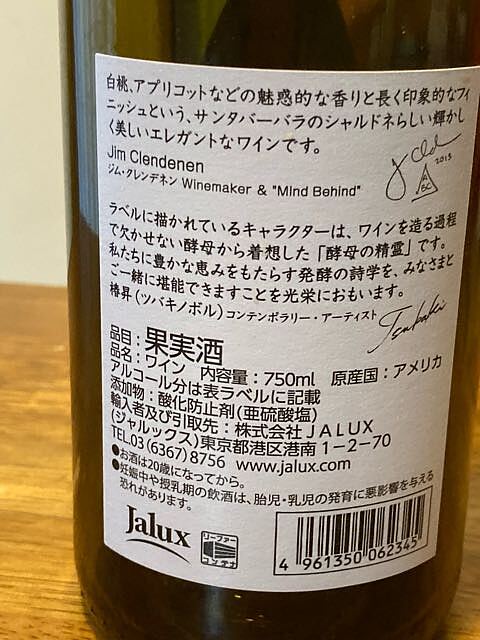 白桃、アプリコットなどの魅惑的な香りと長く印象的なフィ
ニッシュという、サンタバーバラのシャルドネらしい輝かし
く美しいエレガントなワインです。
Jim Clendenen
ジム・クレンデネン Winemaker & "Mind Behind"
2013
ABC
ラベルに描かれているキャラクターは、ワインを造る過程
で欠かせない酵母から着想した「酵母の精霊」です。
私たちに豊かな恵みをもたらす発酵の詩学を、みなさまと
ご一緒に堪能できますことを光栄におもいます。
椿昇(ツバキノボル)コンテンポラリー・アーティスト
Tsubaki
品目：果実酒
品名：ワイン 内容量：750ml 原産国：アメリカ
アルコール分は表ラベルに記載
添加物：酸化防止剤(亜硫酸塩)
輸入者及び引取先：株式会社JALUX
(ジャルックス)東京都港区港南1-2-70
TEL.03(6367)8756 www.jalux.com
●お酒は20歳になってから。
●妊娠中や授乳期の飲酒は、胎児・乳児の発育に悪影響を与える
恐れがあります。
Jalux
リーファー
コンテナ
4 961350 062345